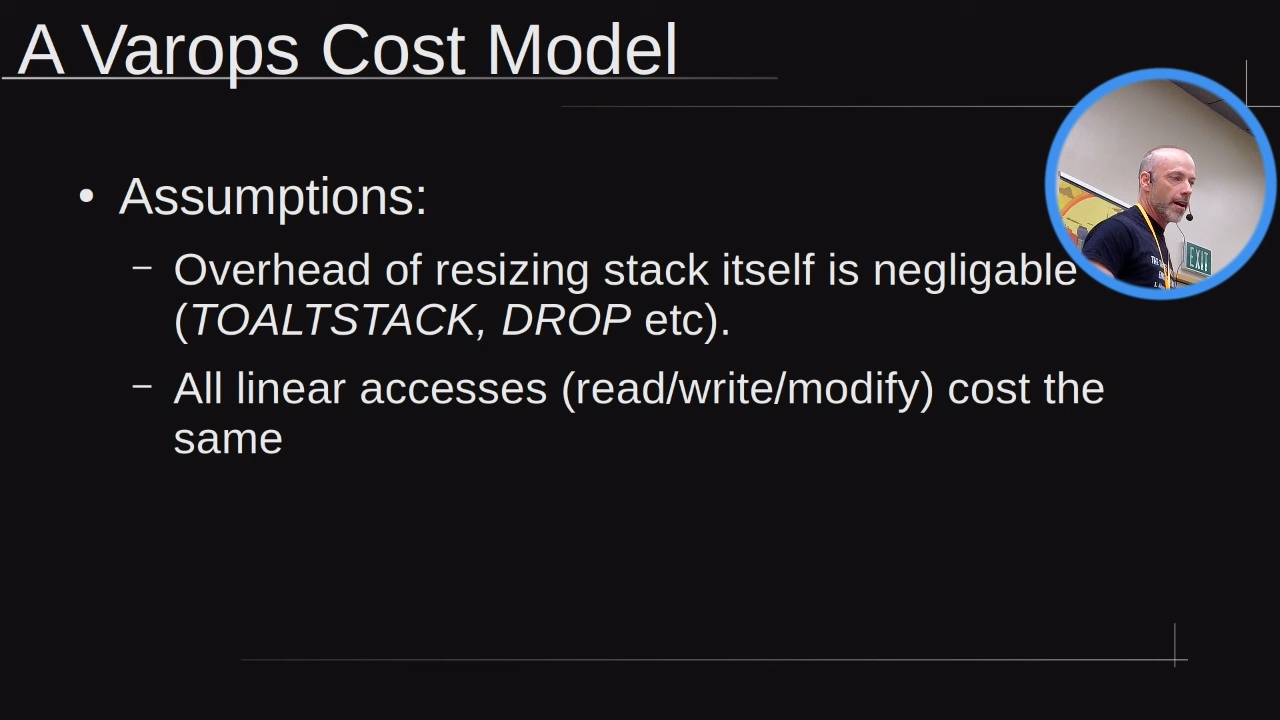 A Varops Cost Model
• Assumptions:
– Overhead of resizing stack itself is negligable
(TOALTSTACK, DROP etc).
– All linear accesses (read/write/modify) cost the
same
EXIT